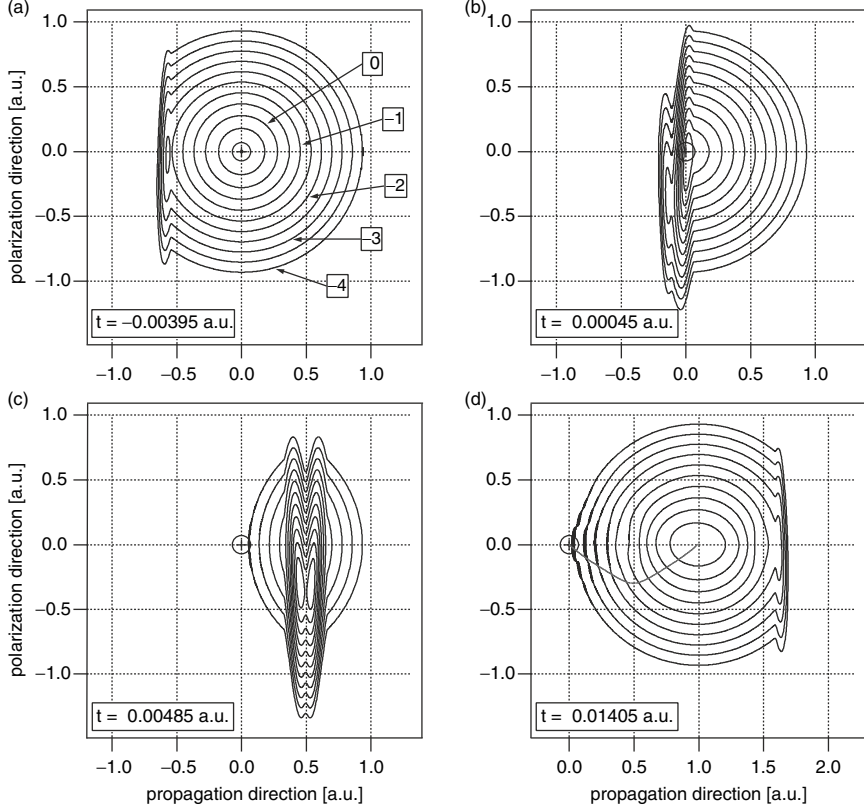 (a)
1.0
0.5
0.0
−0.5
−1.0
polarization direction [a.u.]
0
−1
−2
−3
−4
t = −0.00395 a.u.
−1.0 −0.5 0.0 0.5 1.0
(b)
1.0
0.5
0.0
−0.5
−1.0
t = 0.00045 a.u.
−1.0 −0.5 0.0 0.5 1.0
(c)
1.0
0.5
0.0
−0.5
−1.0
polarization direction [a.u.]
t = 0.00485 a.u.
−1.0 −0.5 0.0 0.5 1.0
propagation direction [a.u.]
(d)
1.0
0.5
0.0
−0.5
−1.0
t = 0.01405 a.u.
0.0 0.5 1.0 1.5 2.0
propagation direction [a.u.]